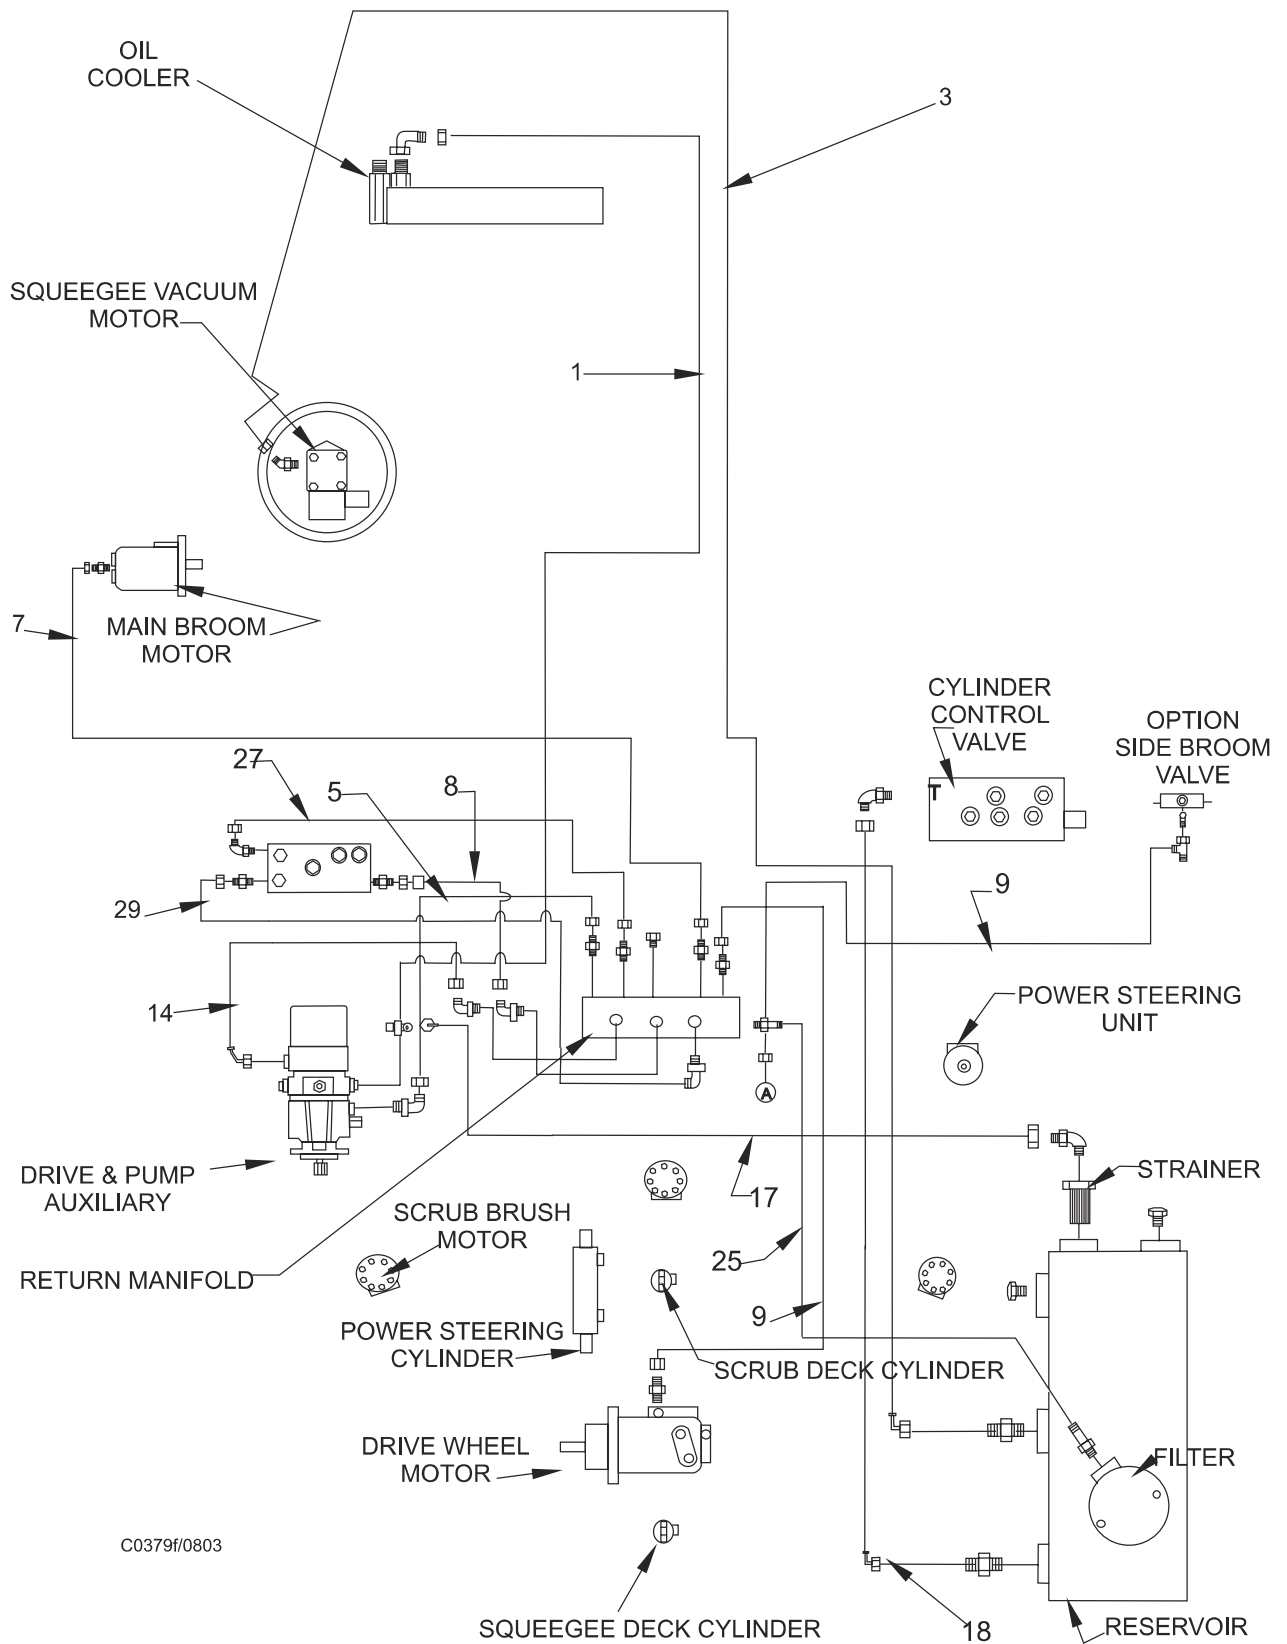 OIL
COOLER
3
SQUEEGEE VACUUM
MOTOR
1
7
MAIN BROOM
MOTOR
CYLINDER
CONTROL
VALVE
OPTION
SIDE BROOM
VALVE
T
27
5
8
29
9
14
POWER STEERING
UNIT
A
DRIVE & PUMP
AUXILIARY
STRAINER
17
SCRUB BRUSH
MOTOR
RETURN MANIFOLD
25
9
POWER STEERING
CYLINDER
SCRUB DECK CYLINDER
DRIVE WHEEL
MOTOR
FILTER
C0379f/0803
SQUEEGEE DECK CYLINDER
18
RESERVOIR